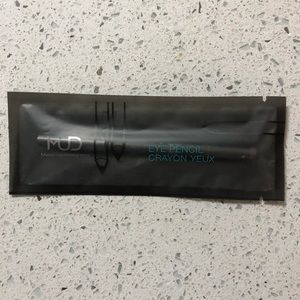 MUD
EYE PENCIL
CRAYON YEUX